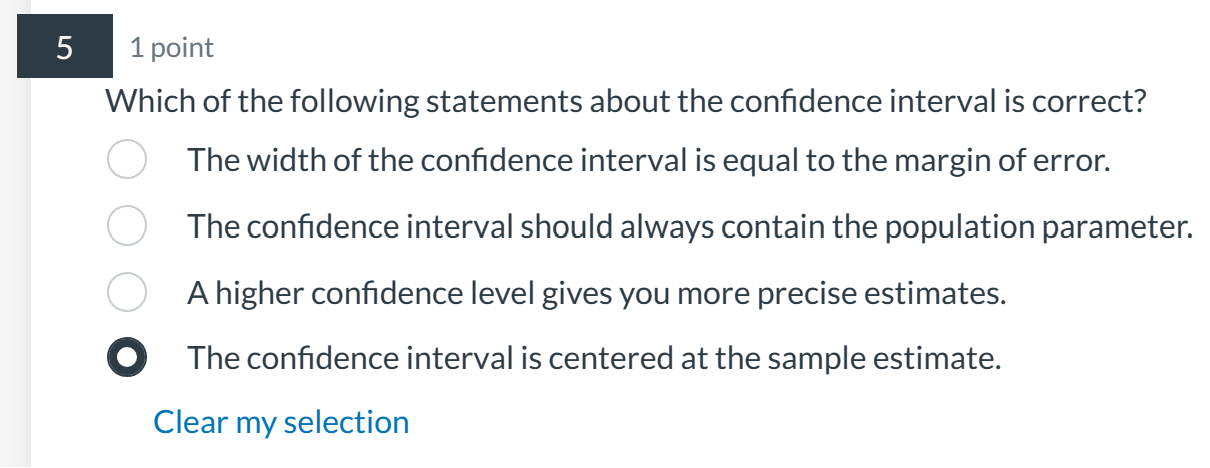 5 1 point
Which of the following statements about the confidence interval is correct?
The width of the confidence interval is equal to the margin of error.
The confidence interval should always contain the population parameter.
A higher confidence level gives you more precise estimates.
The confidence interval is centered at the sample estimate.
Clear my selection